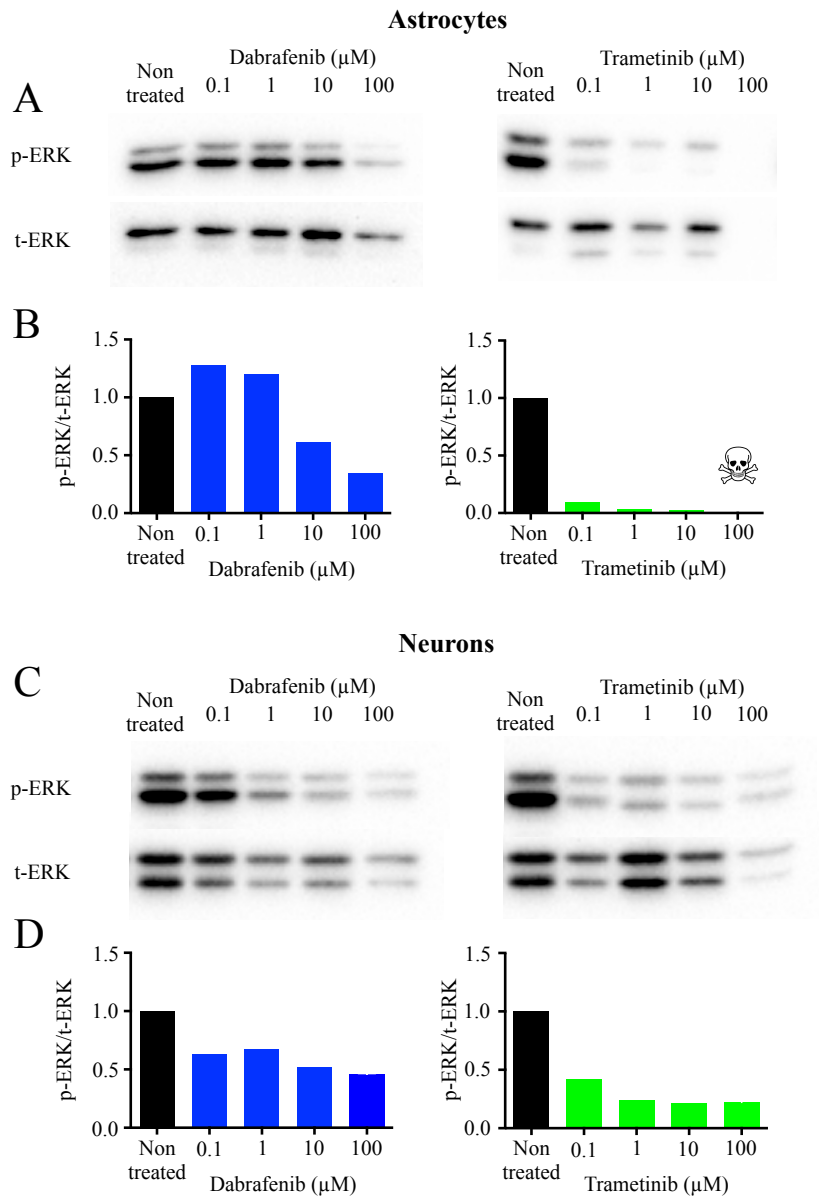 Astrocytes
A
Non
treated
Dabrafenib (µM)
0.1 1 10 100
Non
treated
Trametinib (µM)
0.1 1 10 100
p-ERK
t-ERK
B
p-ERK/t-ERK
1.5
1.0
0.5
0.0
Non
treated
0.1 1 10 100
Dabrafenib (µM)
p-ERK/t-ERK
1.5
1.0
0.5
0.0
Non
treated
0.1 1 10 100
Trametinib (µM)
Neurons
C
Non
treated
Dabrafenib (µM)
0.1 1 10 100
Non
treated
Trametinib (µM)
0.1 1 10 100
p-ERK
t-ERK
D
p-ERK/t-ERK
1.5
1.0
0.5
0.0
Non
treated
0.1 1 10 100
Dabrafenib (µM)
p-ERK/t-ERK
1.5
1.0
0.5
0.0
Non
treated
0.1 1 10 100
Trametinib (µM)